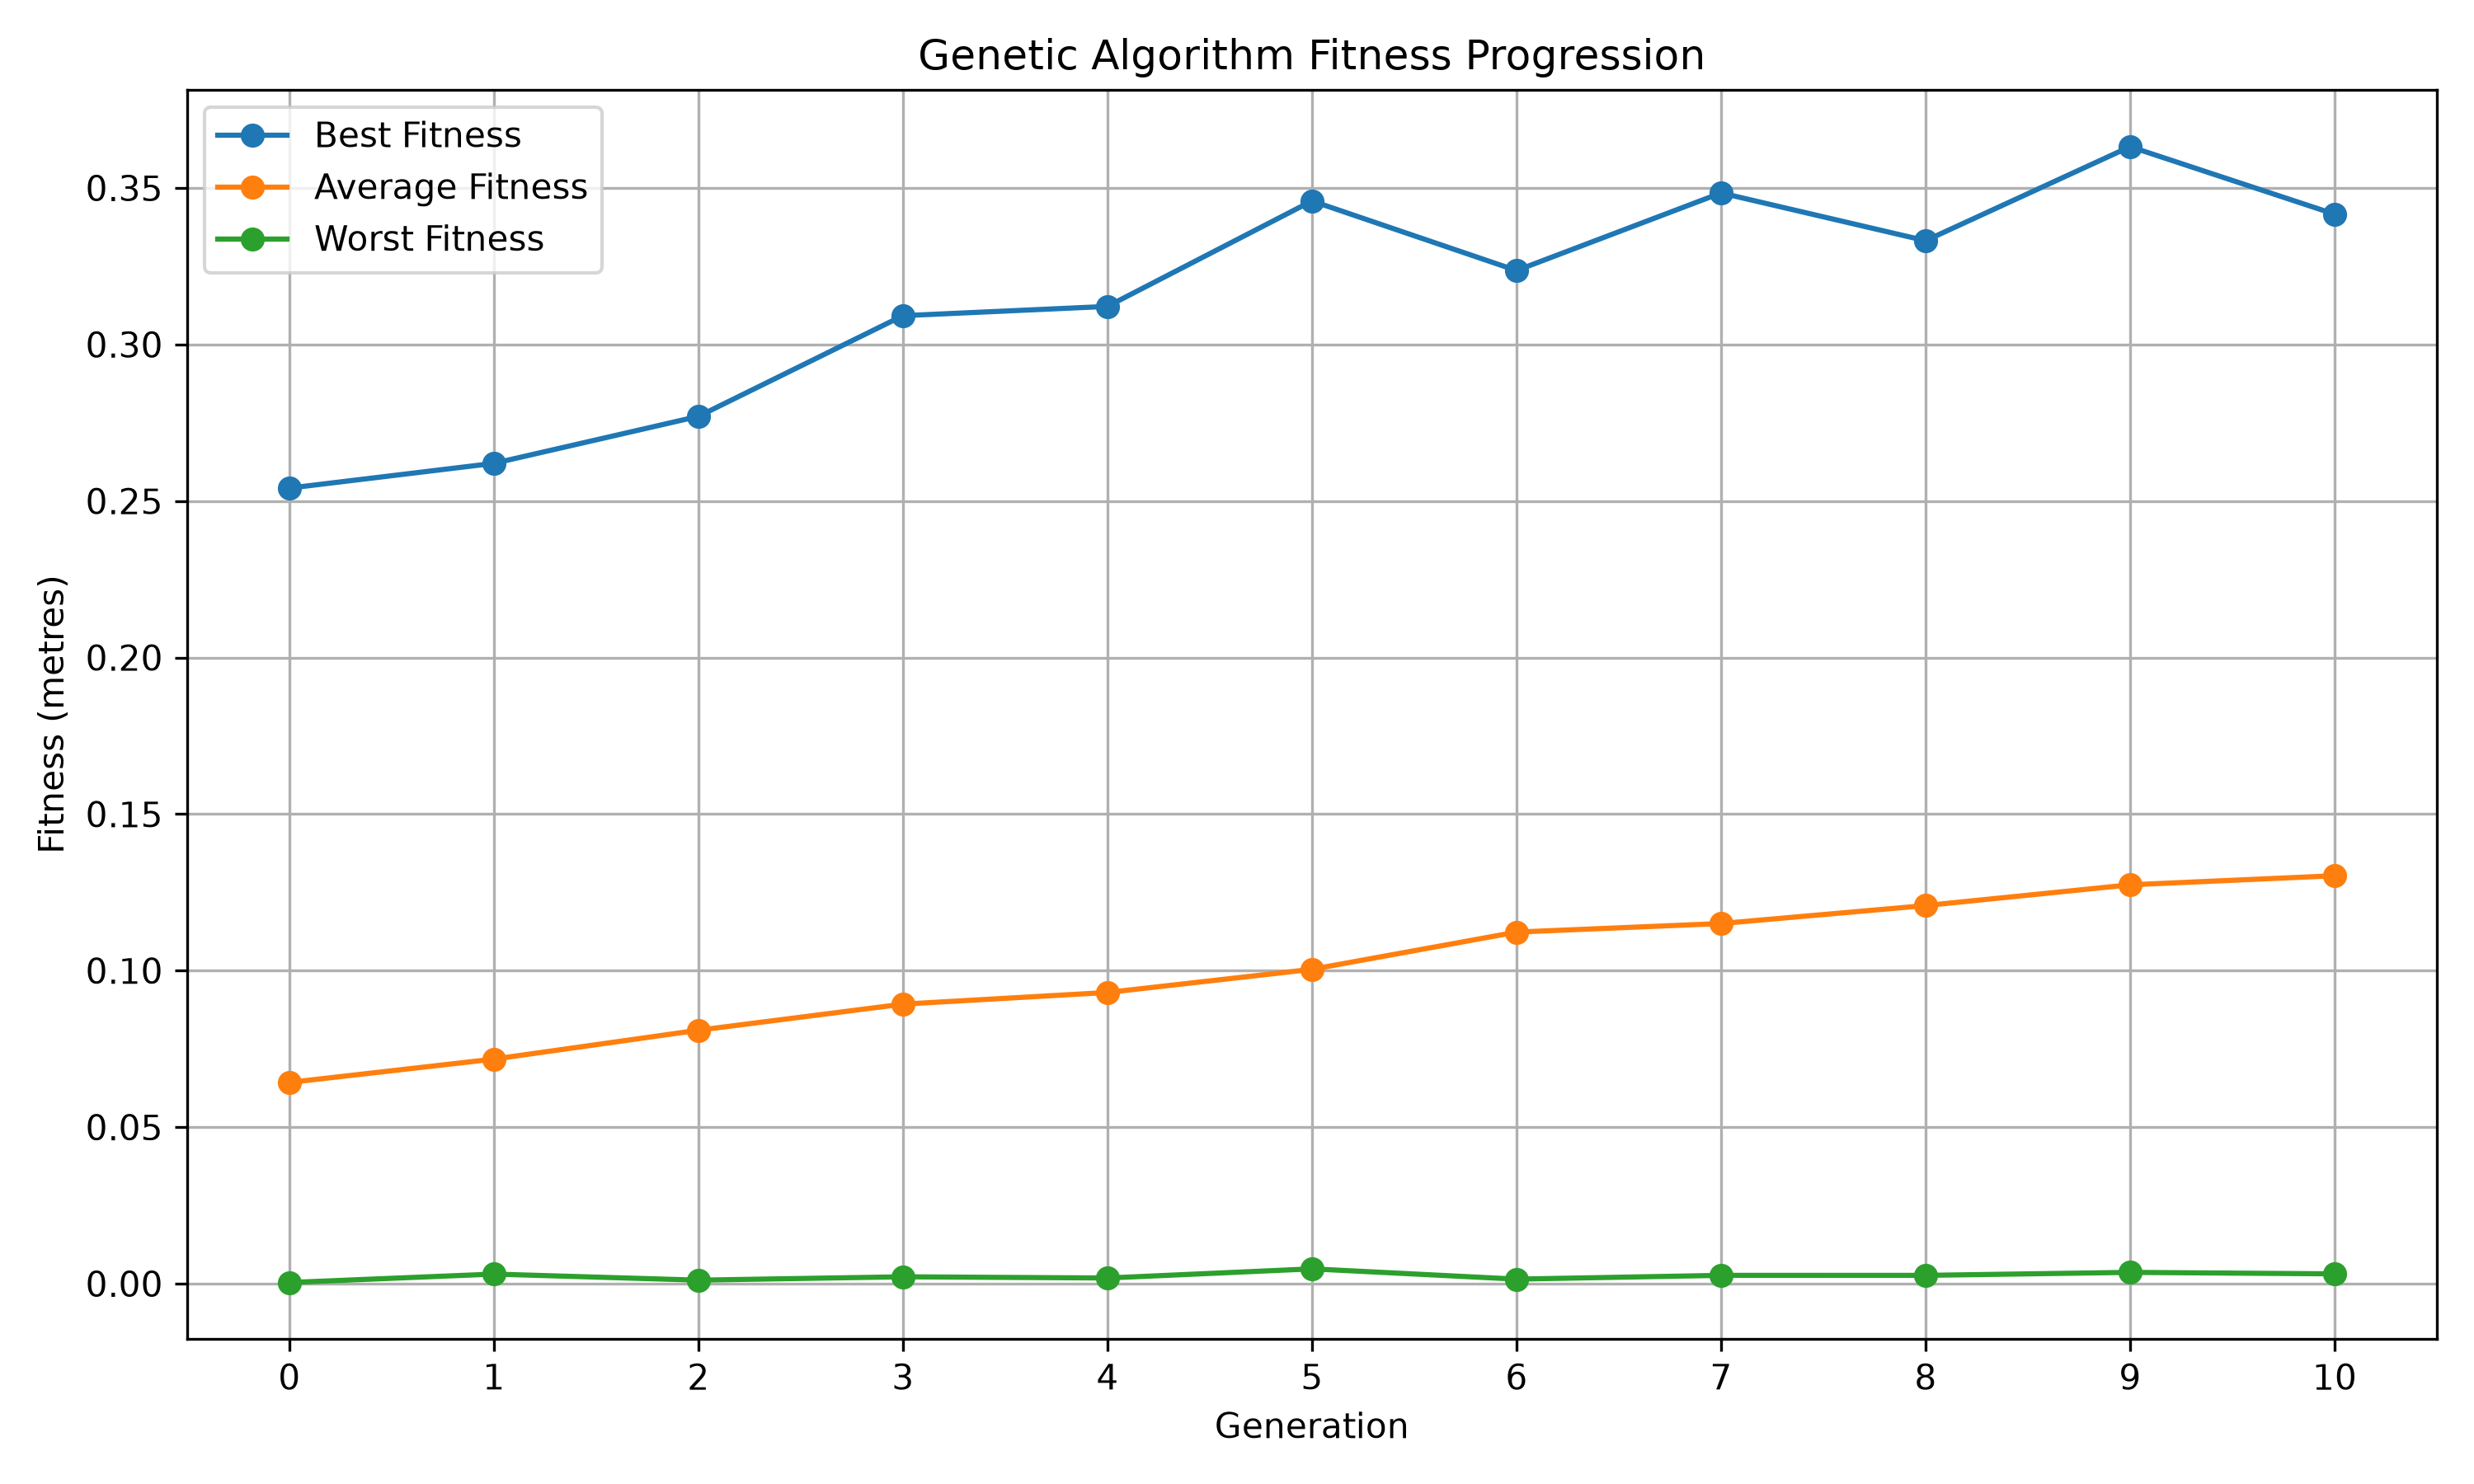 Genetic Algorithm Fitness Progression
Best Fitness
Average Fitness
Worst Fitness
Fitness (metres)
0.35
0.30
0.25
0.20
0.15
0.10
0.05
0.00
0 1 2 3 4 5 6 7 8 9 10
Generation